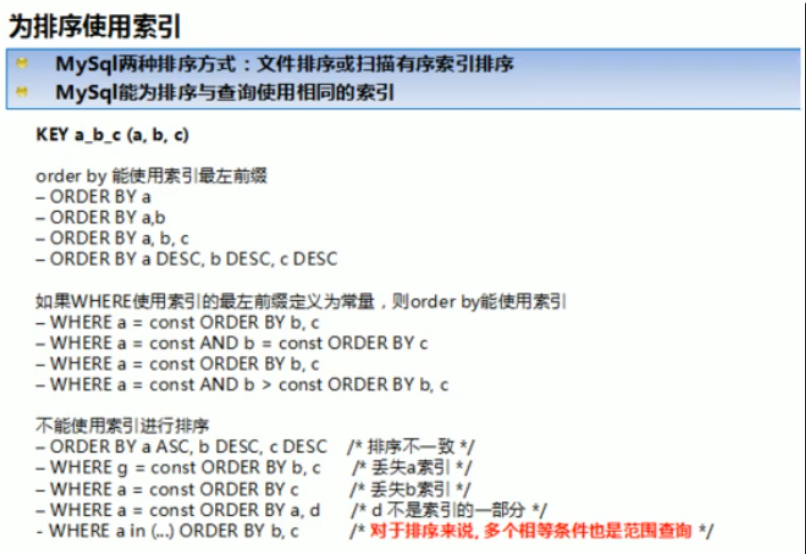 为排序使用索引
MySql两种排序方式：文件排序或扫描有序索引排序
MySql能为排序与查询使用相同的索引
KEY a_b_c (a, b, c)
order by 能使用索引最左前缀
– ORDER BY a
– ORDER BY a,b
– ORDER BY a, b, c
– ORDER BY a DESC, b DESC, c DESC
如果WHERE使用索引的最左前缀定义为常量，则order by能使用索引
– WHERE a = const ORDER BY b, c
– WHERE a = const AND b = const ORDER BY c
– WHERE a = const ORDER BY b, c
– WHERE a = const AND b > const ORDER BY b, c
不能使用索引进行排序
– ORDER BY a ASC, b DESC, c DESC /* 排序不一致 */
– WHERE g = const ORDER BY b, c /* 丢失a索引 */
– WHERE a = const ORDER BY c /* 丢失b索引 */
– WHERE a = const ORDER BY a, d /* d 不是索引的一部分 */
- WHERE a in (...) ORDER BY b, c /* 对于排序来说, 多个相等条件也是范围查询 */